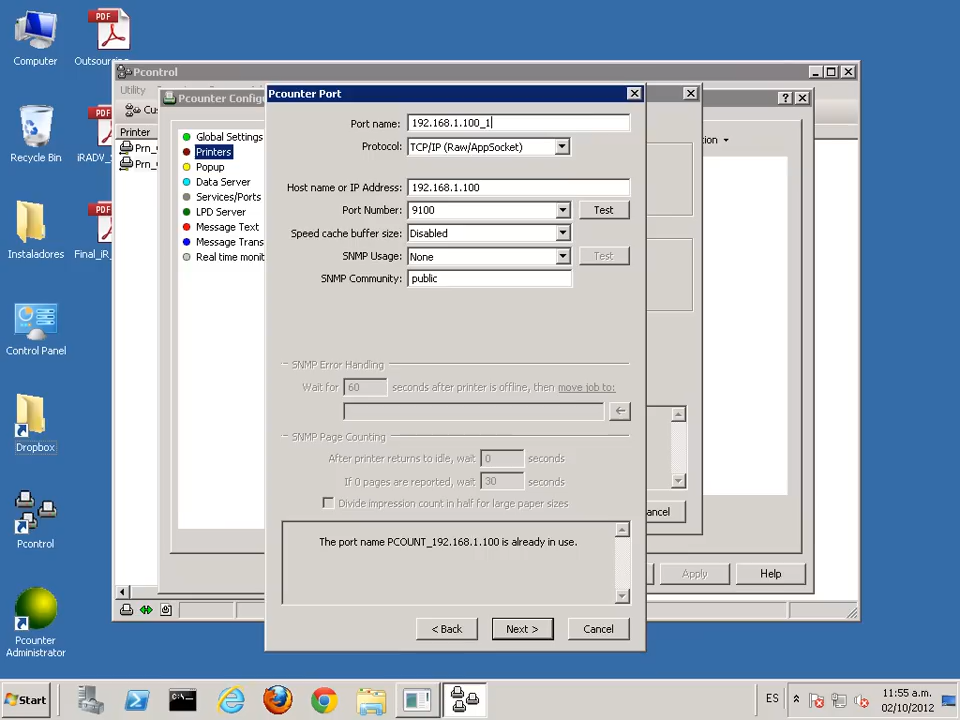 Computer
Outsourcing
Recycle Bin
iRADV_
Instaladores
Final_iR_
Control Panel
Dropbox
Pcontrol
Pcounter
Administrator
Pcontrol
Utility
Cus
Printer
Prn_
Prn_
Pcounter Configu
Global Settings
Printers
Popup
Data Server
Services/Ports
LPD Server
Message Text
Message Trans
Real time monit
tion
ancel
Apply
Help
Pcounter Port
Port name: 192.168.1.100_1
Protocol: TCP/IP (Raw/AppSocket)
Host name or IP Address: 192.168.1.100
Port Number: 9100 Test
Speed cache buffer size: Disabled
SNMP Usage: None Test
SNMP Community: public
SNMP Error Handling
Wait for 60 seconds after printer is offline, then move job to:
SNMP Page Counting
After printer returns to idle, wait 0 seconds
If 0 pages are reported, wait 30 seconds
Divide impression count in half for large paper sizes
The port name PCOUNT_192.168.1.100 is already in use.
< Back Next > Cancel
Start
ES
11:55 a.m.
02/10/2012